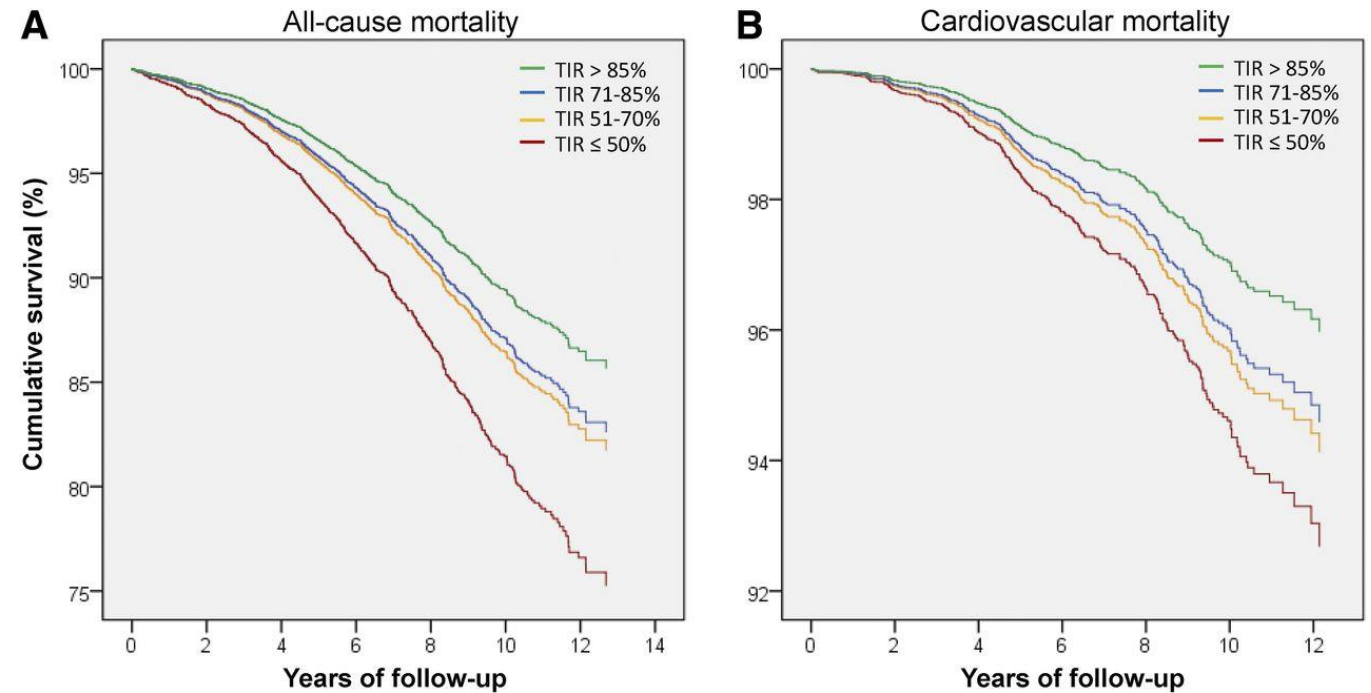 A
All-cause mortality
TIR > 85%
TIR 71-85%
TIR 51-70%
TIR ≤ 50%
100
95
90
85
80
75
Cumulative survival (%)
0 2 4 6 8 10 12 14
Years of follow-up
B
Cardiovascular mortality
TIR > 85%
TIR 71-85%
TIR 51-70%
TIR ≤ 50%
100
98
96
94
92
0 2 4 6 8 10 12
Years of follow-up